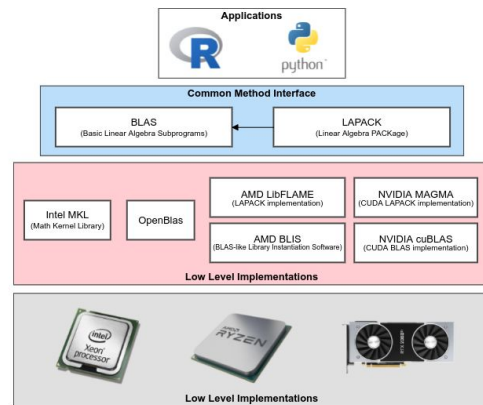 Applications
R
python
Common Method Interface
BLAS
(Basic Linear Algebra Subprograms)
LAPACK
(Linear Algebra PACKage)
Intel MKL
(Math Kernel Library)
OpenBlas
AMD LibFLAME
(LAPACK implementation)
NVIDIA MAGMA
(CUDA LAPACK implementation)
AMD BLIS
(BLAS-like Library Instantiation Software)
NVIDIA cuBLAS
(CUDA BLAS implementation)
Low Level Implementations
intel
Xeon
processor
AMD
RYZEN
Low Level Implementations